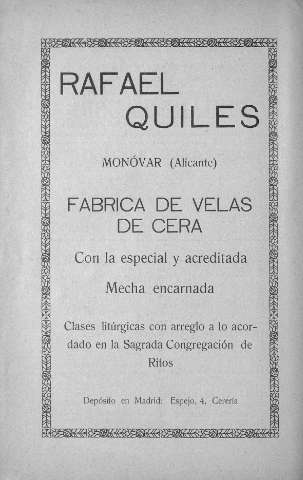 RAFAEL
QUILES
MONÓVAR (Alicante)
FABRICA DE VELAS
DE CERA
Con la especial y acreditada
Mecha encarnada
Clases litúrgicas con arreglo a lo acor-
dado en la Sagrada Congregación de
Ritos
Depósito en Madrid: Espejo, 4, Cerería